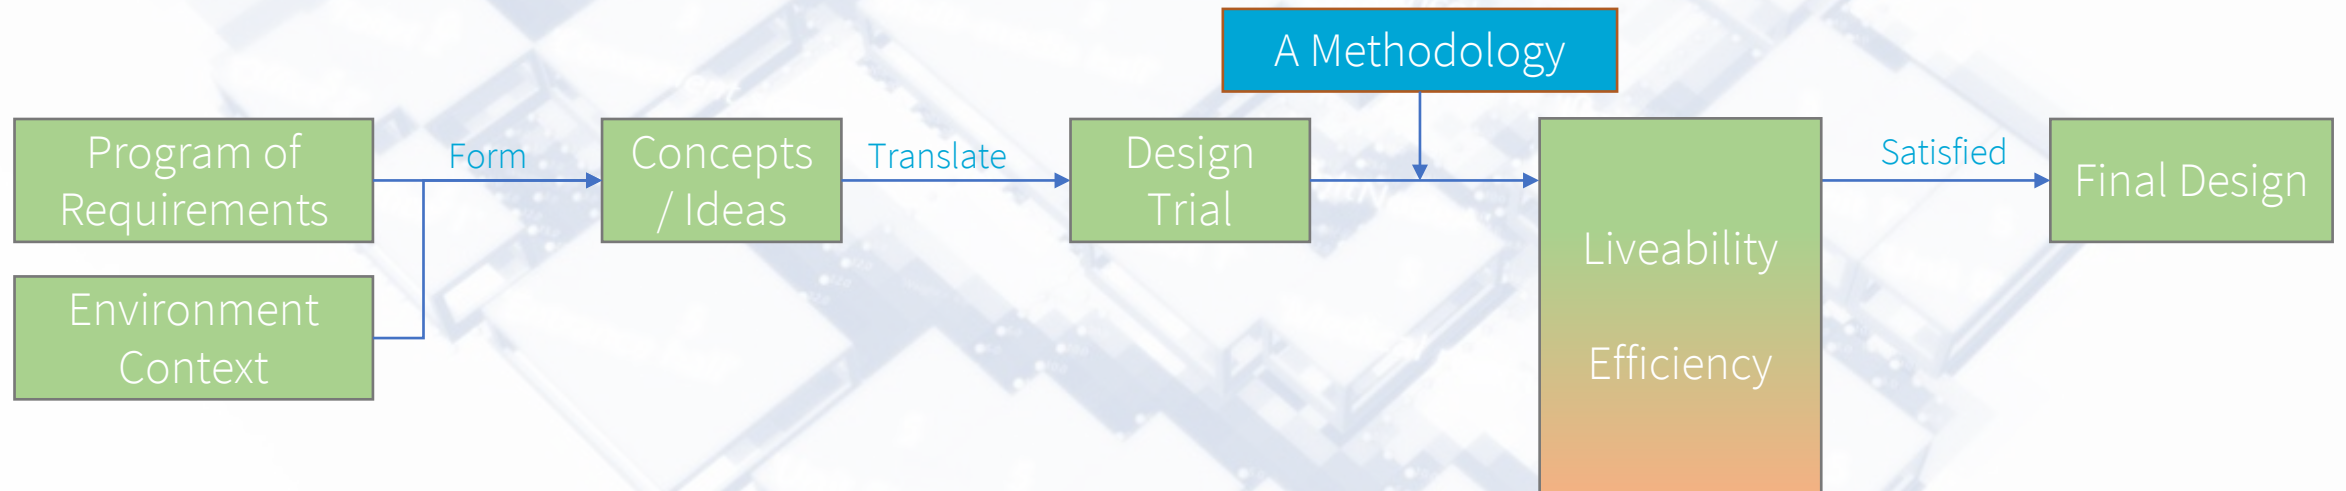 A Methodology
Program of
Requirements
Form
Concepts
/ Ideas
Translate
Design
Trial
Satisfied
Final Design
Liveability
Efficiency
Environment
Context